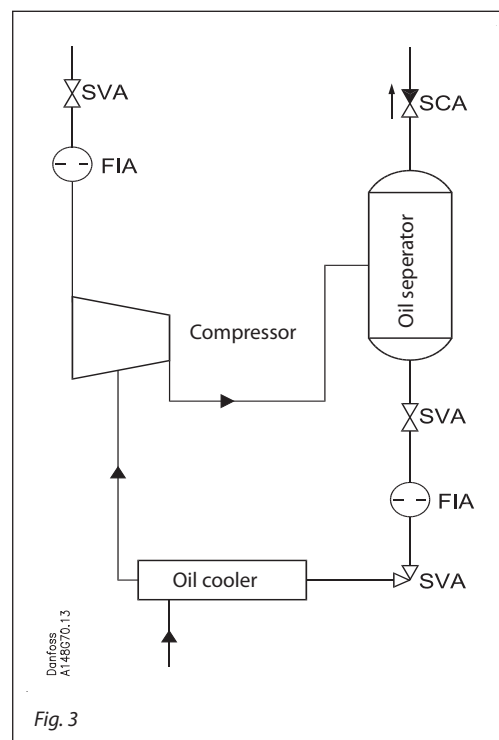 SVA
SCA
FIA
Oil seperator
Compressor
SVA
FIA
Oil cooler
SVA
Danfoss
A148G70.13
Fig. 3